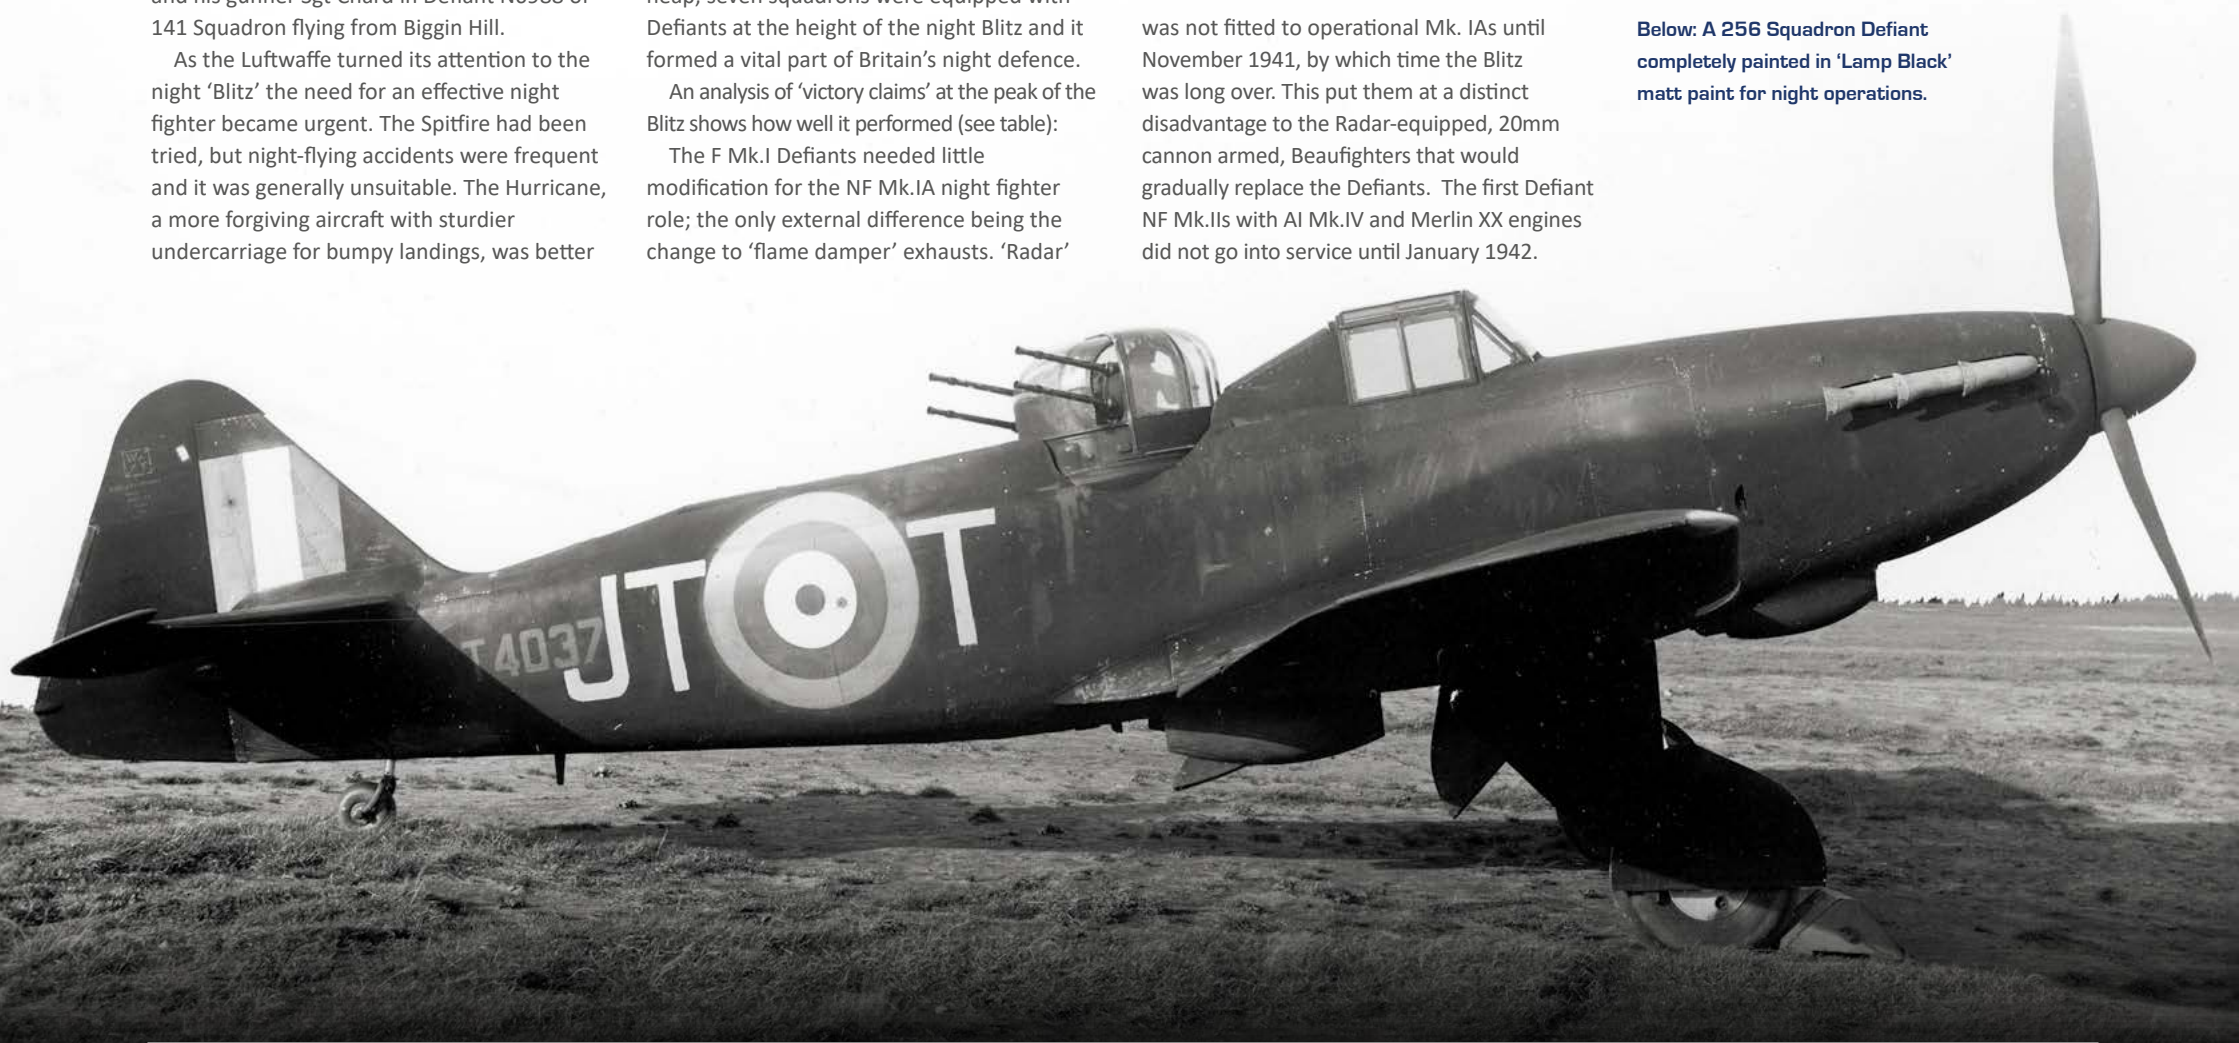 141 Squadron flying from Biggin Hill.
As the Luftwaffe turned its attention to the
night ‘Blitz’ the need for an effective night
fighter became urgent. The Spitfire had been
tried, but night-flying accidents were frequent
and it was generally unsuitable. The Hurricane,
a more forgiving aircraft with sturdier
undercarriage for bumpy landings, was better
Defiants at the height of the night Blitz and it
formed a vital part of Britain’s night defence.
An analysis of ‘victory claims’ at the peak of the
Blitz shows how well it performed (see table):
The F Mk.I Defiants needed little
modification for the NF Mk.IA night fighter
role; the only external difference being the
change to ‘flame damper’ exhausts. ‘Radar’
was not fitted to operational Mk. IAs until
November 1941, by which time the Blitz
was long over. This put them at a distinct
disadvantage to the Radar-equipped, 20mm
cannon armed, Beaufighters that would
gradually replace the Defiants.  The first Defiant
NF Mk.IIs with AI Mk.IV and Merlin XX engines
did not go into service until January 1942.
Below: A 256 Squadron Defiant
completely painted in ‘Lamp Black’
matt paint for night operations.
JT T
T4037